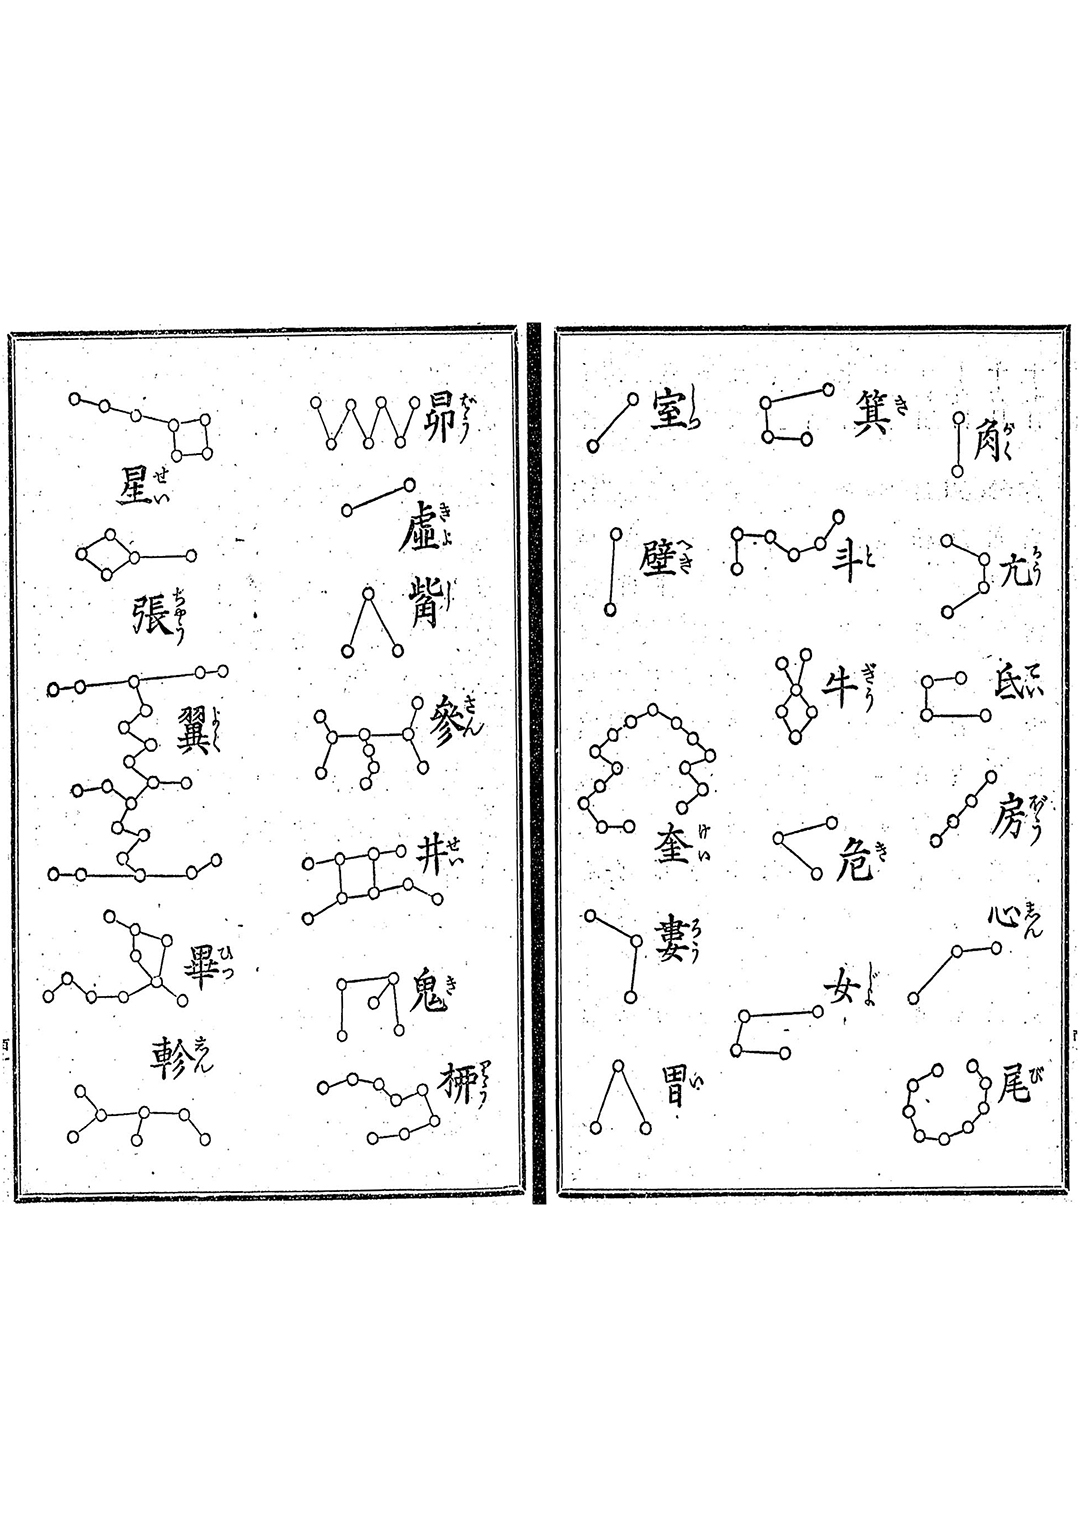 角 かく
亢 かう
氐 てい
房 ばう
心 しん
尾 び
箕 き
斗 と
牛 ぎう
危 き
女 じよ
室 しつ
壁 へき
奎 けい
婁 ろう
胃 い
昴 ばう
虛 きよ
觜 し
參 さん
井 せい
鬼 き
栁 りう
星 せい
張 ちやう
翼 よく
畢 ひつ
軫 しん